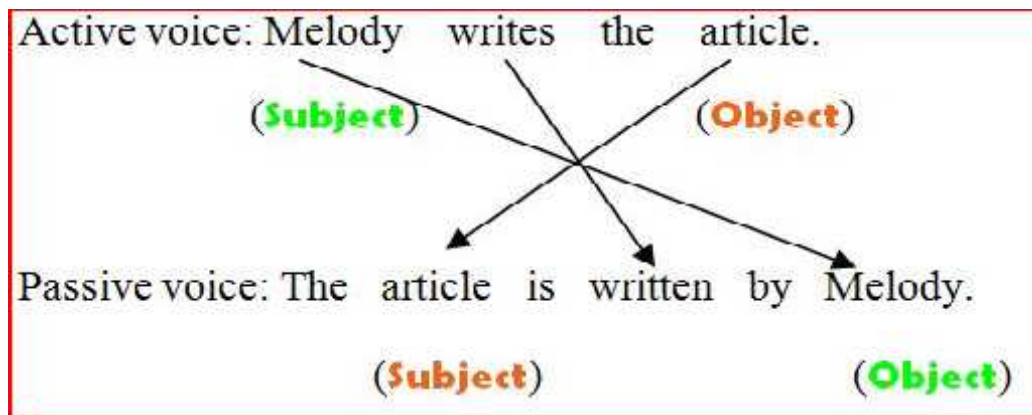 Active voice: Melody writes the article.
(Subject) (Object)
Passive voice: The article is written by Melody.
(Subject) (Object)